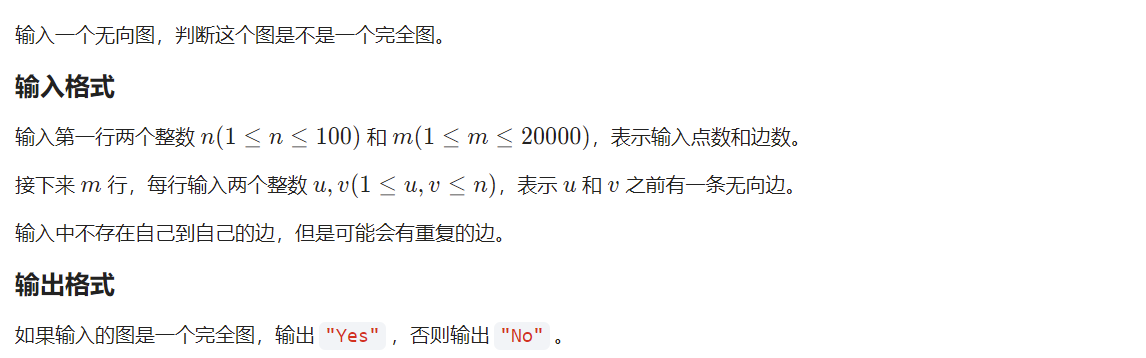 输入一个无向图，判断这个图是不是一个完全图。
输入格式
输入第一行两个整数 n(1 ≤ n ≤ 100) 和 m(1 ≤ m ≤ 20000)，表示输入点数和边数。
接下来 m 行，每行输入两个整数 u, v(1 ≤ u, v ≤ n)，表示 u 和 v 之前有一条无向边。
输入中不存在自己到自己的边，但是可能会有重复的边。
输出格式
如果输入的图是一个完全图，输出 "Yes" ，否则输出 "No" 。